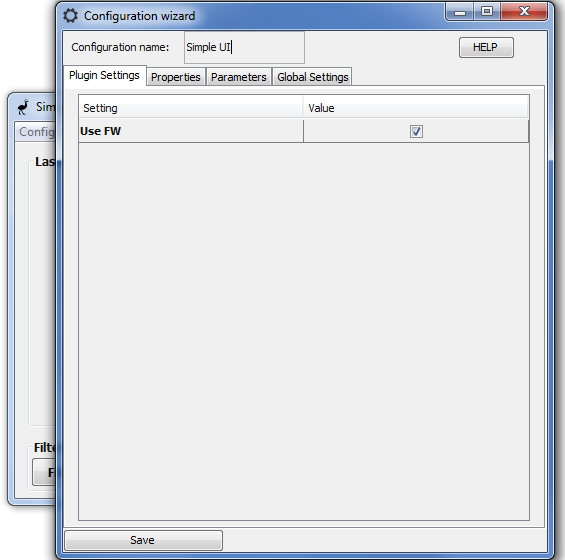 Configuration wizard
Configuration name: Simple UI HELP
Plugin Settings Properties Parameters Global Settings
Setting Value
Use FW
Save
Sim
Config
Las
Filte
F